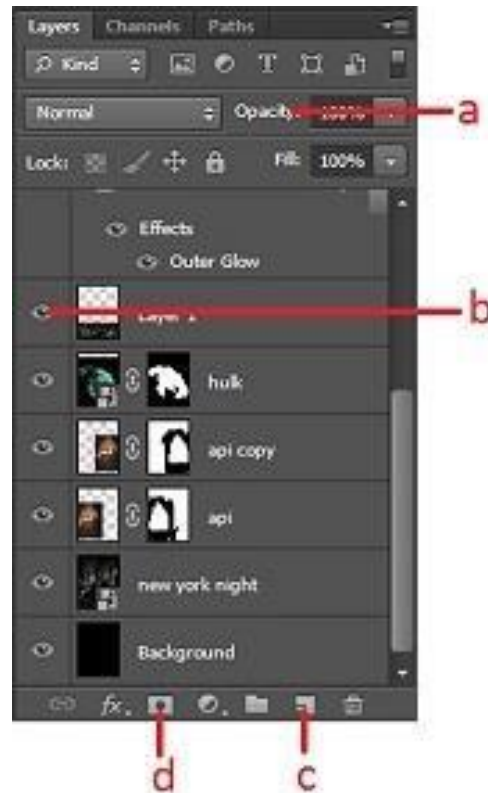 Layers Channels Paths
Kind T
Normal Opacity: 100% a
Lock: Fill: 100%
Effects
Outer Glow
b
hulk
api copy
api
new york night
Background
fx.
d c